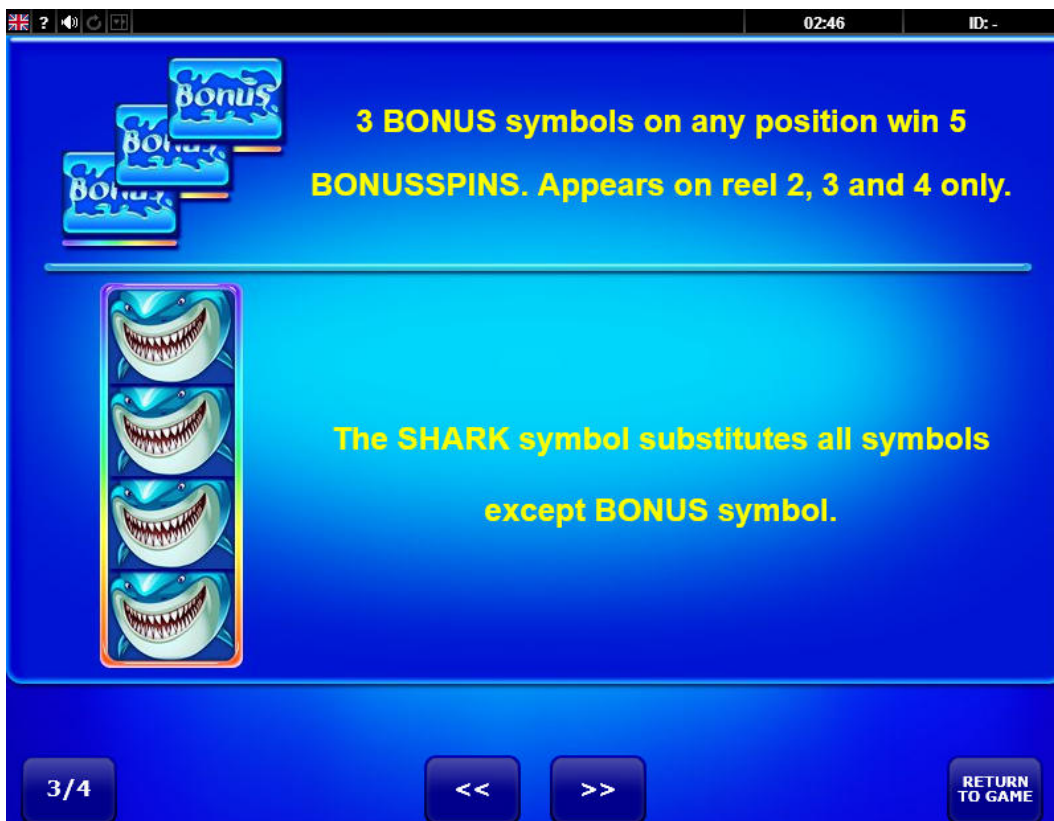 ?
02:46
ID: -
Bonus
Bonus
Bonus
3 BONUS symbols on any position win 5
BONUSSPINS. Appears on reel 2, 3 and 4 only.
The SHARK symbol substitutes all symbols
except BONUS symbol.
3/4
<<
>>
RETURN
TO GAME